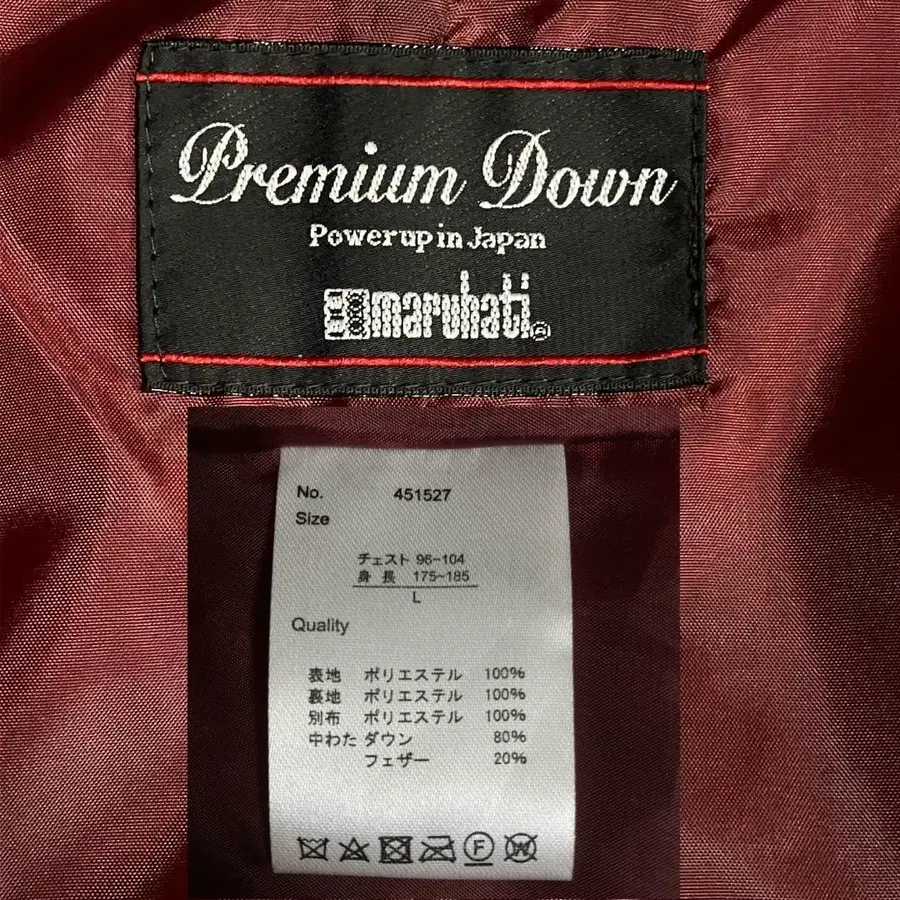 Premium Down
Powerup in Japan
maruhati
No. 451527
Size
チェスト 96~104
身長 175~185
L
Quality
表地 ポリエステル 100%
裏地 ポリエステル 100%
別布 ポリエステル 100%
中わた ダウン 80%
フェザー 20%
F W